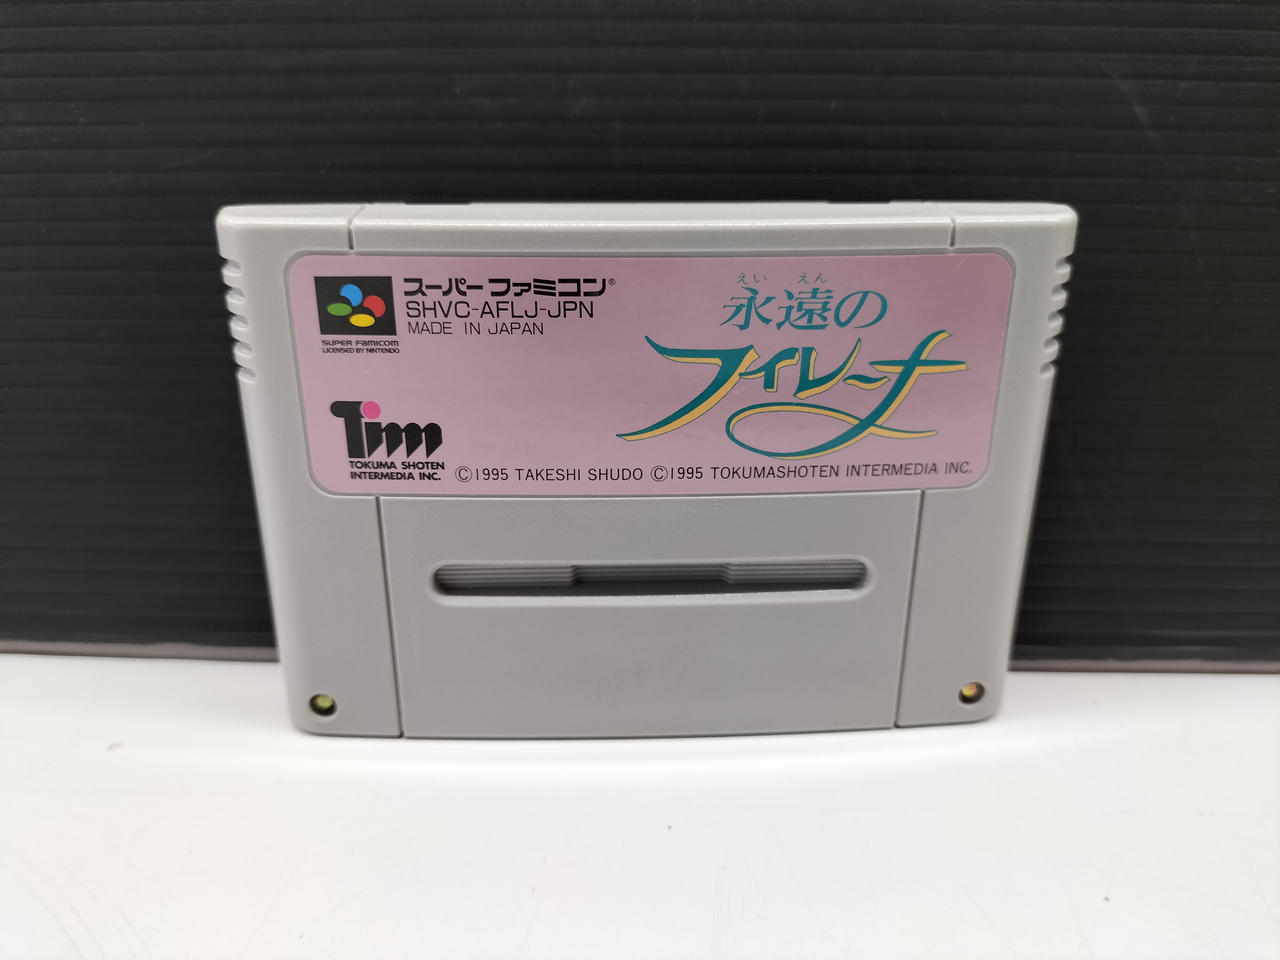 スーパーファミコン®
SHVC-AFLJ-JPN
MADE IN JAPAN
SUPER FAMICOM
LICENSED BY NINTENDO
えい えん
永遠の
フイレーナ
Tim
TOKUMA SHOTEN
INTERMEDIA INC.
©1995 TAKESHI SHUDO ©1995 TOKUMASHOTEN INTERMEDIA INC.